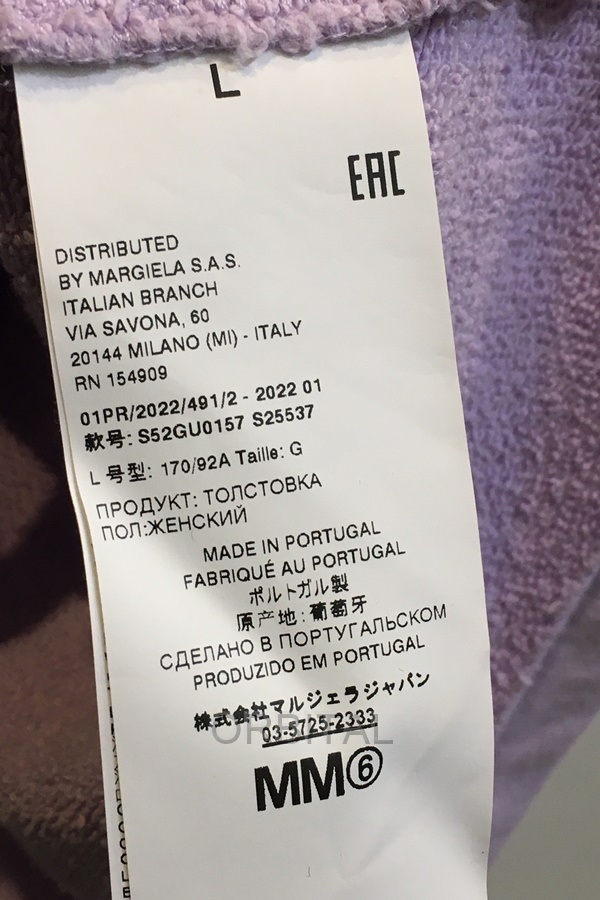 L
EAC
DISTRIBUTED
BY MARGIELA S.A.S.
ITALIAN BRANCH
VIA SAVONA, 60
20144 MILANO (MI) - ITALY
RN 154909
01PR/2022/491/2 - 2022 01
款号: S52GU0157 S25537
L 号型: 170/92A Taille: G
ПРОДУКТ: ТОЛСТОВКА
ПОЛ:ЖЕНСКИЙ
MADE IN PORTUGAL
FABRIQUÉ AU PORTUGAL
ポルトガル製
原产地: 葡萄牙
СДЕЛАНО В ПОРТУГАЛЬСКОМ
PRODUZIDO EM PORTUGAL
株式会社マルジェラジャパン
03-5725-2333
ORBITAL
MM⑥